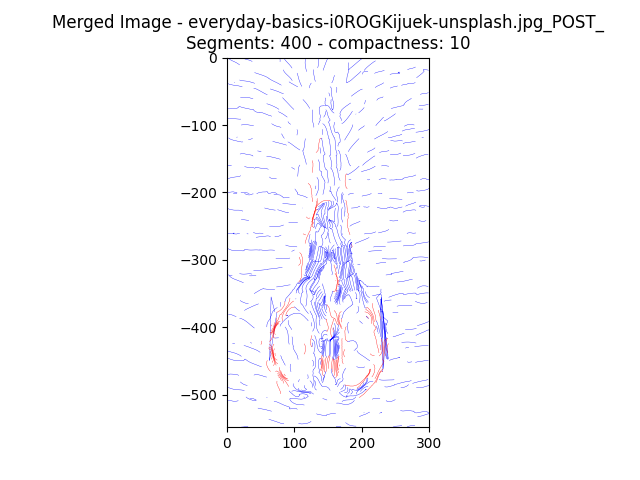 Merged Image - everyday-basics-i0ROGKijuek-unsplash.jpg_POST_
Segments: 400 - compactness: 10
0
−100
−200
−300
−400
−500
0 100 200 300